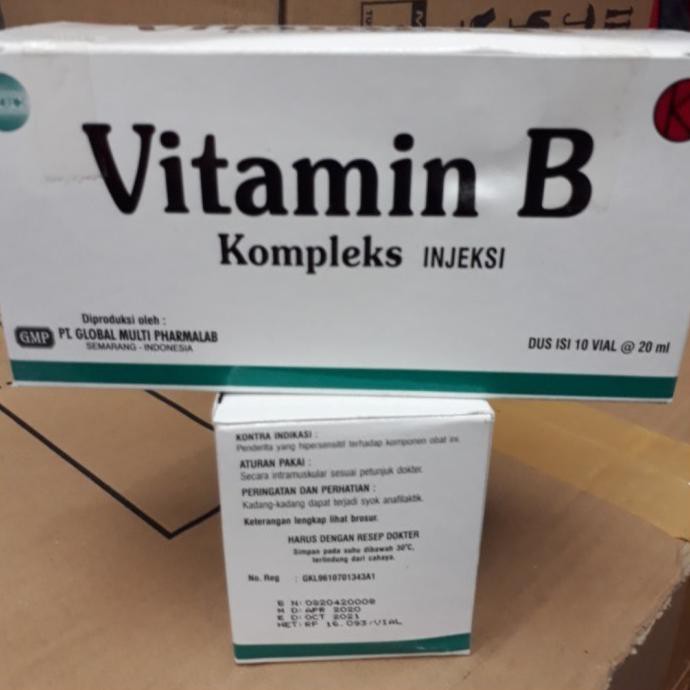 Vitamin B
K
Kompleks INJEKSI
Diproduksi oleh :
GMP PT. GLOBAL MULTI PHARMALAB
SEMARANG - INDONESIA
DUS ISI 10 VIAL @ 20 ml
KONTRA INDIKASI :
Penderita yang hipersensitif terhadap komponen obat ini.
ATURAN PAKAI :
Secara intramuskular sesuai petunjuk dokter.
PERINGATAN DAN PERHATIAN :
Kadang-kadang dapat terjadi syok anafilaktik.
Keterangan lengkap lihat brosur.
HARUS DENGAN RESEP DOKTER
Simpan pada suhu dibawah 30°C,
terlindung dari cahaya.
No. Reg : GKL9610701343A1
B N: 0820420008
M D: APR 2020
E D: OCT 2021
HET: RP 16.093/VIAL